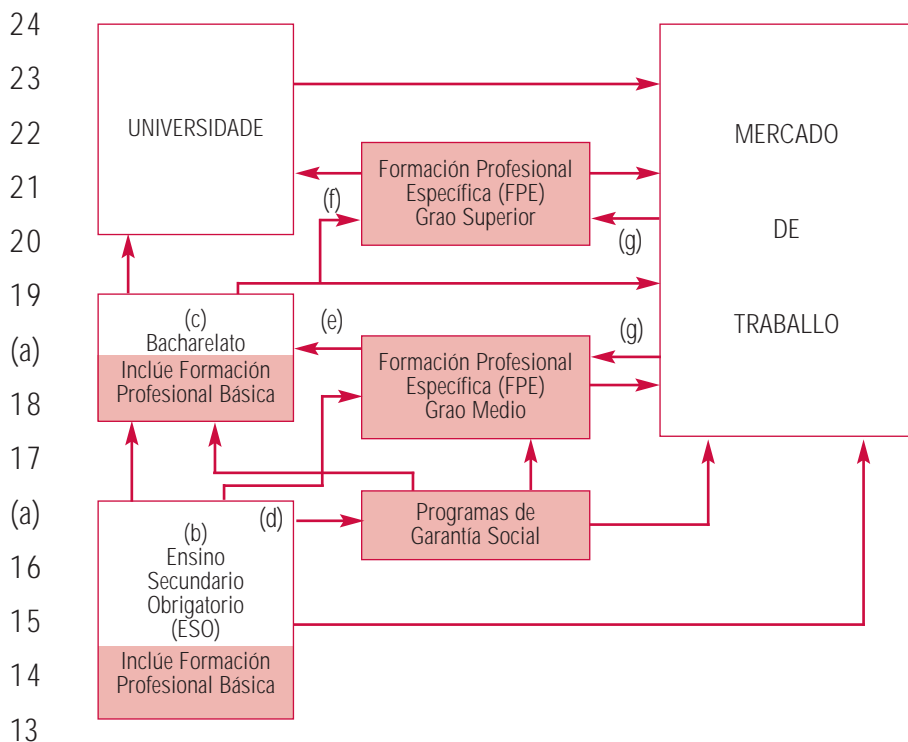 24
23
22
21
20
19
(a)
18
17
(a)
16
15
14
13
UNIVERSIDADE
Formación Profesional
Específica (FPE)
Grao Superior
(f)
(g)
MERCADO
DE
TRABALLO
(c)
Bacharelato
Inclúe Formación
Profesional Básica
(e)
(g)
Formación Profesional
Específica (FPE)
Grao Medio
(d)
Programas de
Garantía Social
(b)
Ensino
Secundario
Obrigatorio
(ESO)
Inclúe Formación
Profesional Básica